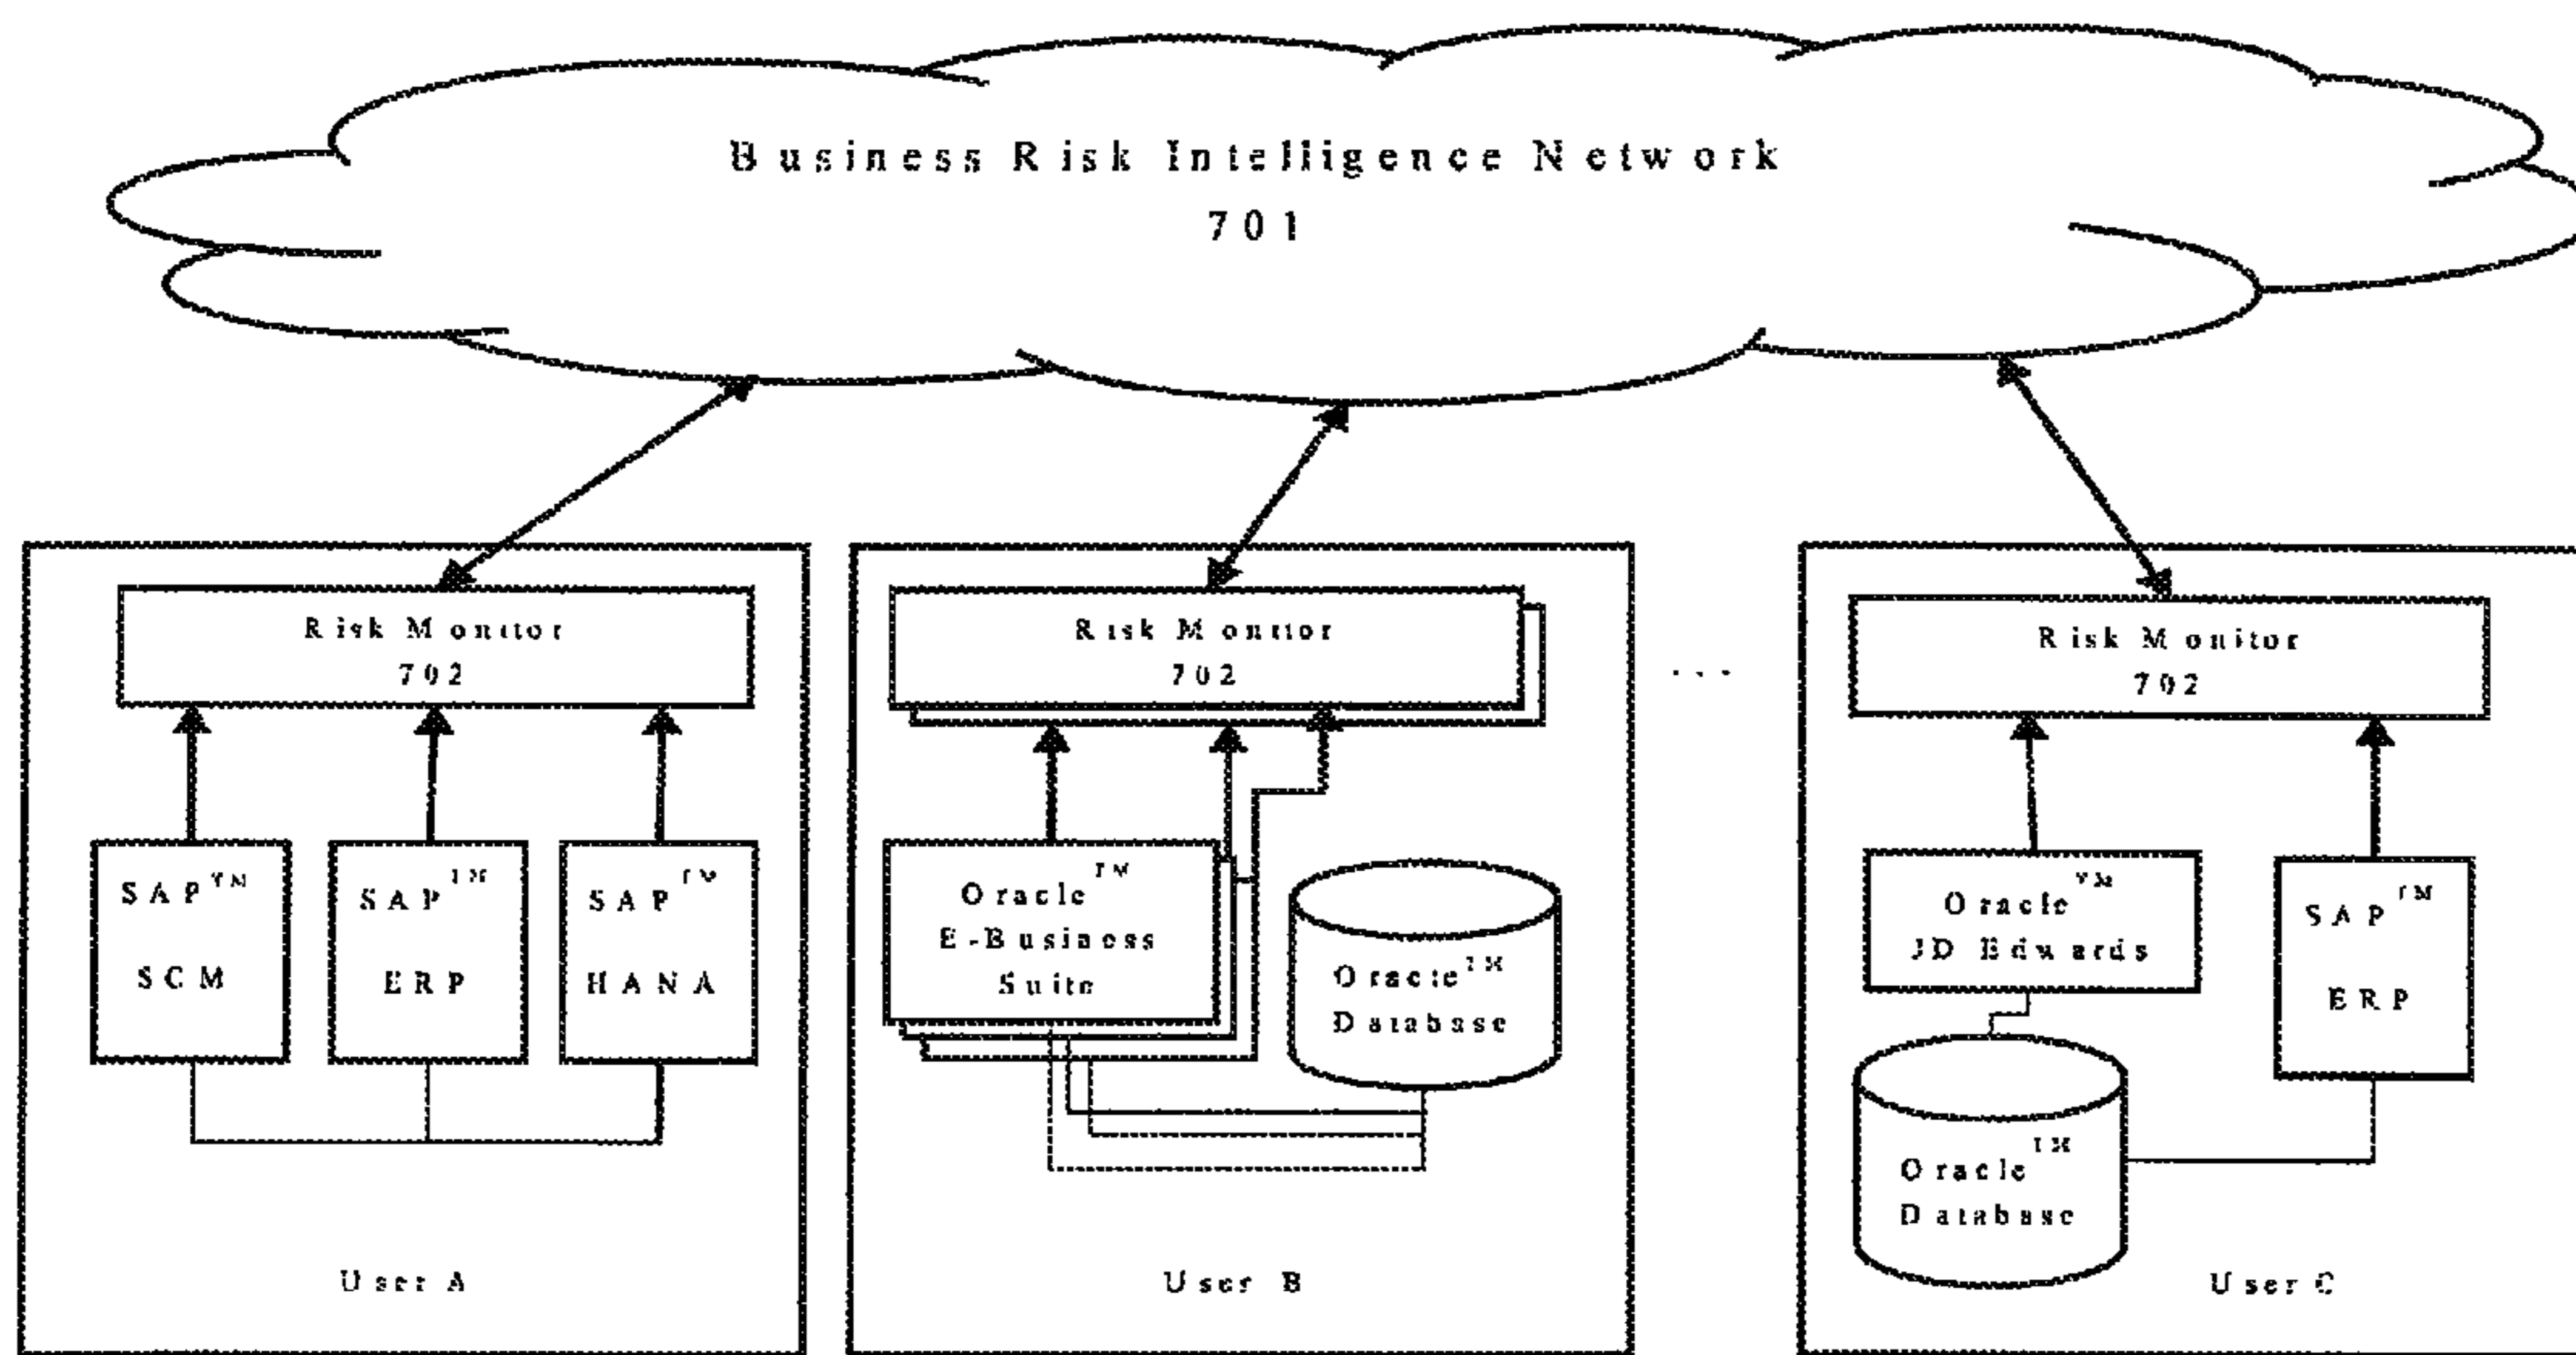 Business Risk Intelligence Network
701
Risk Monitor
702
SAP™
SCM
SAP™
ERP
SAP™
HANA
User A
Risk Monitor
702
Oracle™
E-Business
Suite
Oracle™
Database
User B
...
Risk Monitor
702
Oracle™
JD Edwards
SAP™
ERP
Oracle™
Database
User C